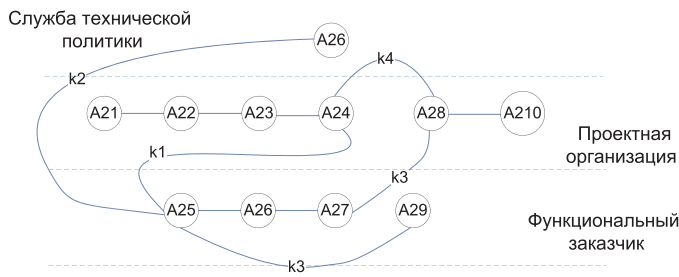 Служба технической
политики
A26
k4
k2
A21 A22 A23 A24 A28 A210
Проектная
организация
k1
k3
A25 A26 A27 A29
Функциональный
заказчик
k3